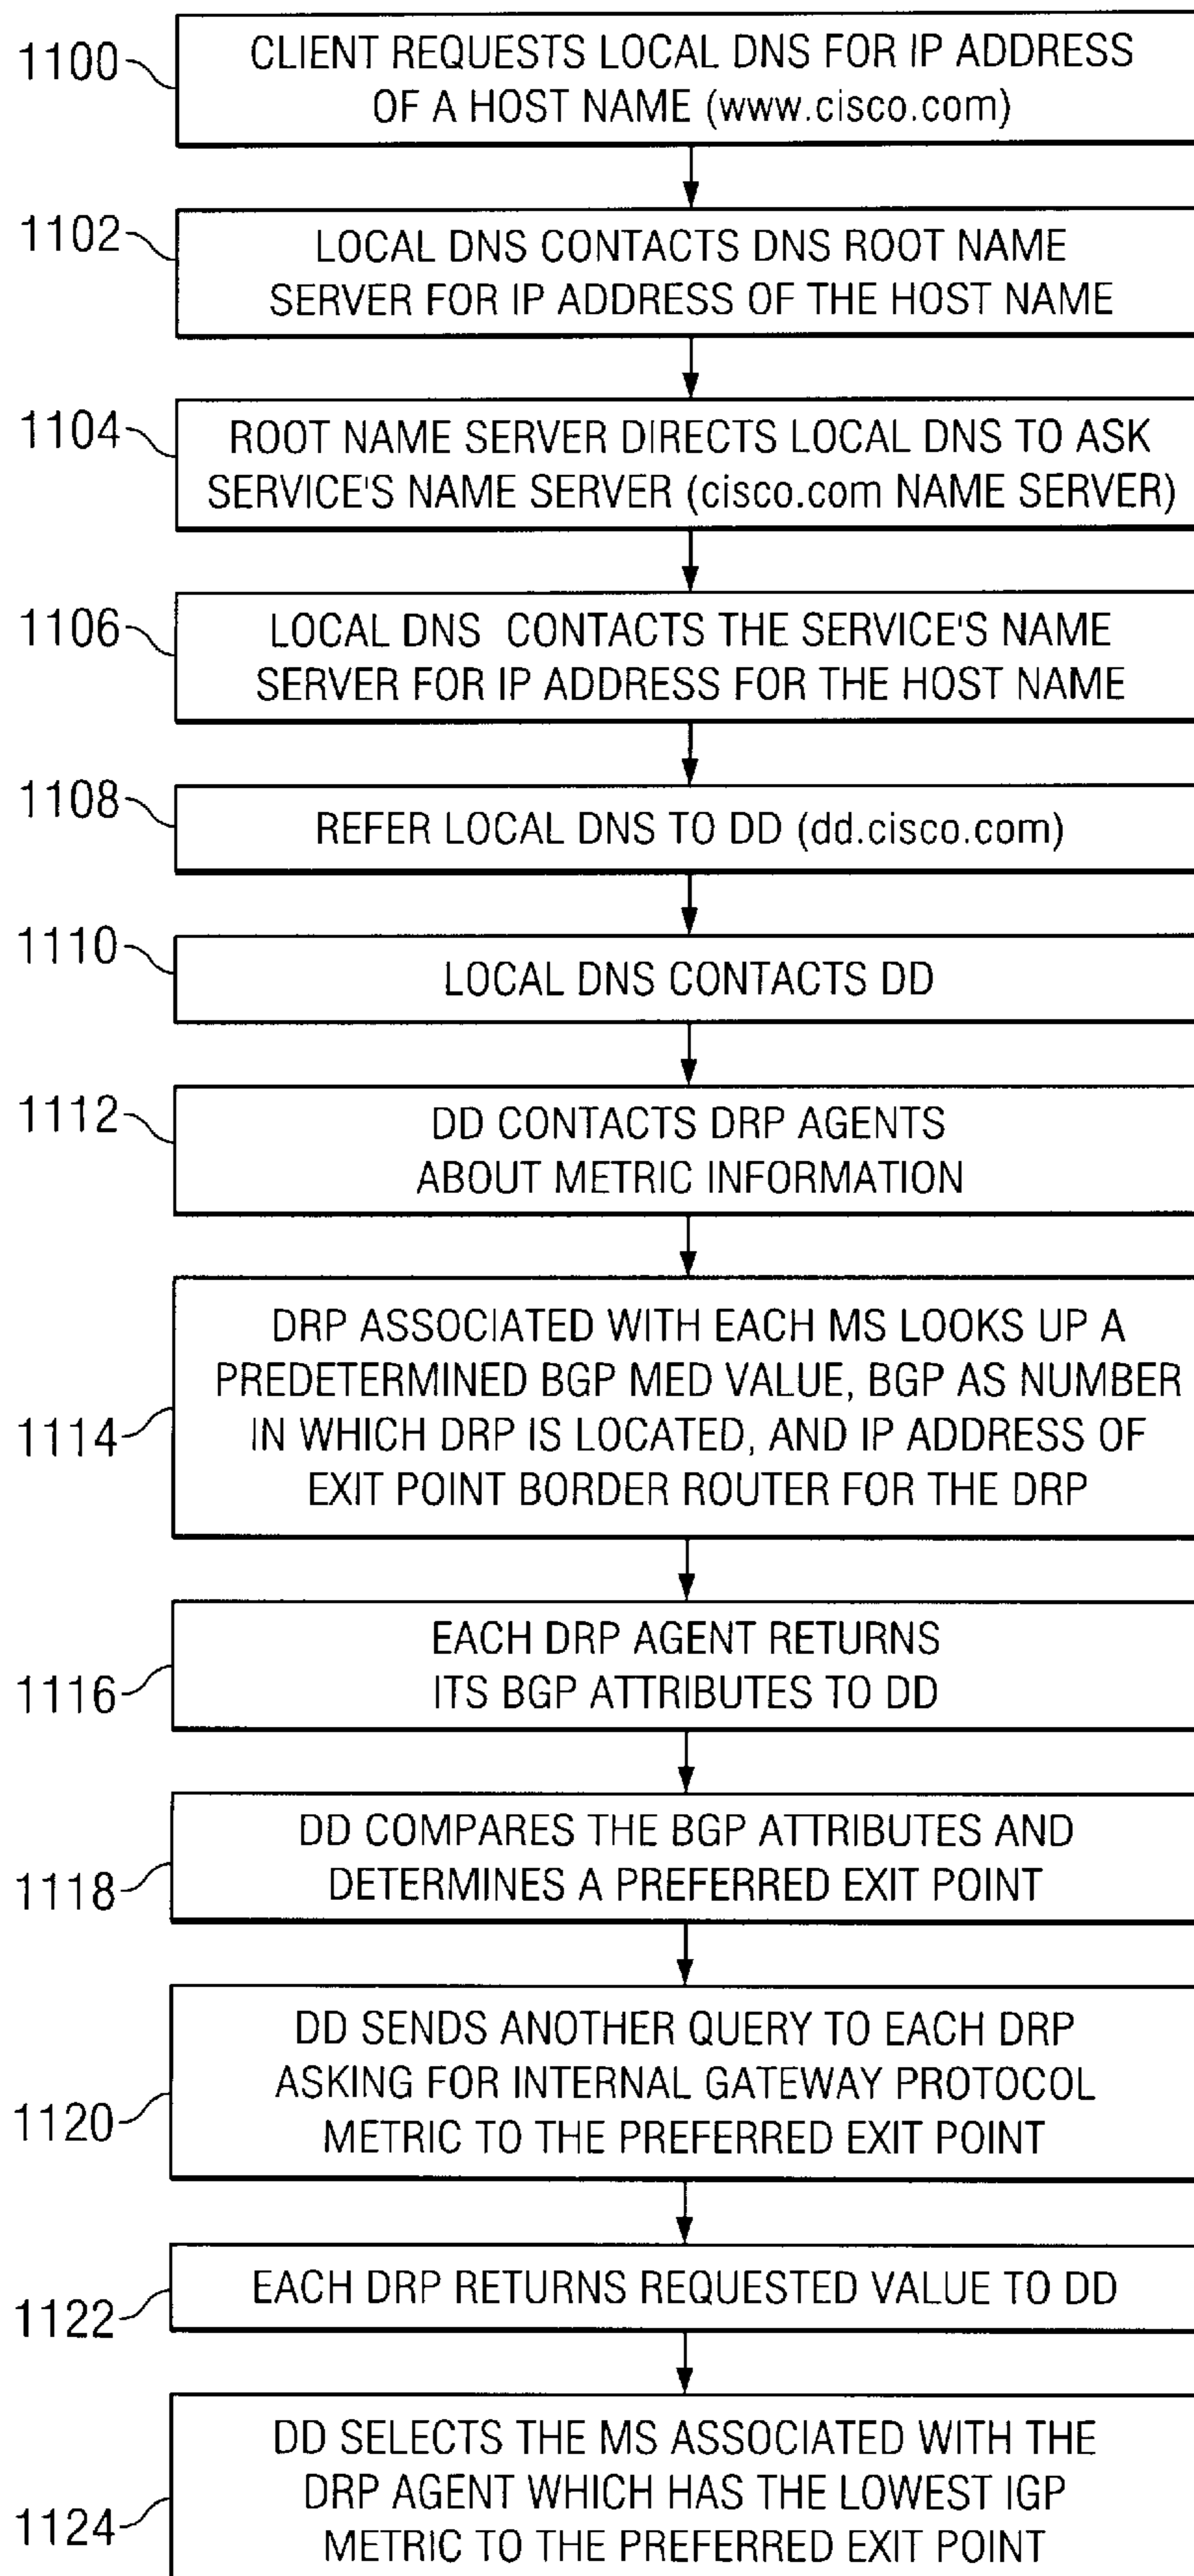 1100
CLIENT REQUESTS LOCAL DNS FOR IP ADDRESS
OF A HOST NAME (www.cisco.com)
1102
LOCAL DNS CONTACTS DNS ROOT NAME
SERVER FOR IP ADDRESS OF THE HOST NAME
1104
ROOT NAME SERVER DIRECTS LOCAL DNS TO ASK
SERVICE'S NAME SERVER (cisco.com NAME SERVER)
1106
LOCAL DNS CONTACTS THE SERVICE'S NAME
SERVER FOR IP ADDRESS FOR THE HOST NAME
1108
REFER LOCAL DNS TO DD (dd.cisco.com)
1110
LOCAL DNS CONTACTS DD
1112
DD CONTACTS DRP AGENTS
ABOUT METRIC INFORMATION
1114
DRP ASSOCIATED WITH EACH MS LOOKS UP A
PREDETERMINED BGP MED VALUE, BGP AS NUMBER
IN WHICH DRP IS LOCATED, AND IP ADDRESS OF
EXIT POINT BORDER ROUTER FOR THE DRP
1116
EACH DRP AGENT RETURNS
ITS BGP ATTRIBUTES TO DD
1118
DD COMPARES THE BGP ATTRIBUTES AND
DETERMINES A PREFERRED EXIT POINT
1120
DD SENDS ANOTHER QUERY TO EACH DRP
ASKING FOR INTERNAL GATEWAY PROTOCOL
METRIC TO THE PREFERRED EXIT POINT
1122
EACH DRP RETURNS REQUESTED VALUE TO DD
1124
DD SELECTS THE MS ASSOCIATED WITH THE
DRP AGENT WHICH HAS THE LOWEST IGP
METRIC TO THE PREFERRED EXIT POINT